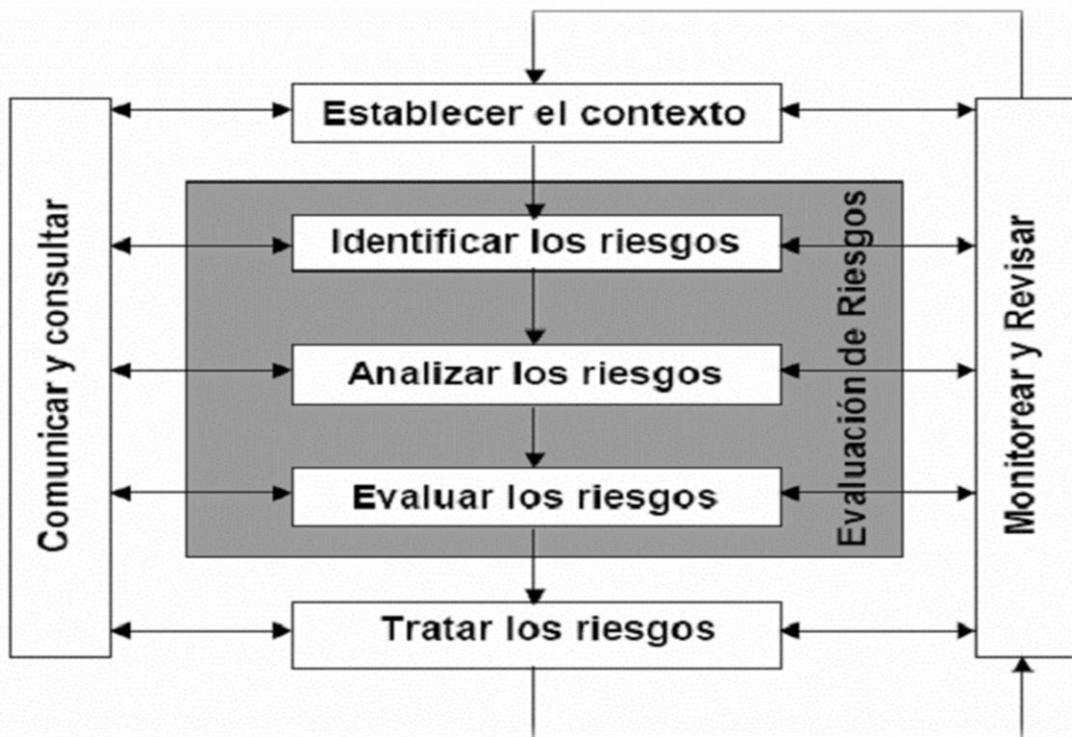 Establecer el contexto
Comunicar y consultar
Identificar los riesgos
Analizar los riesgos
Evaluar los riesgos
Evaluación de Riesgos
Monitorear y Revisar
Tratar los riesgos